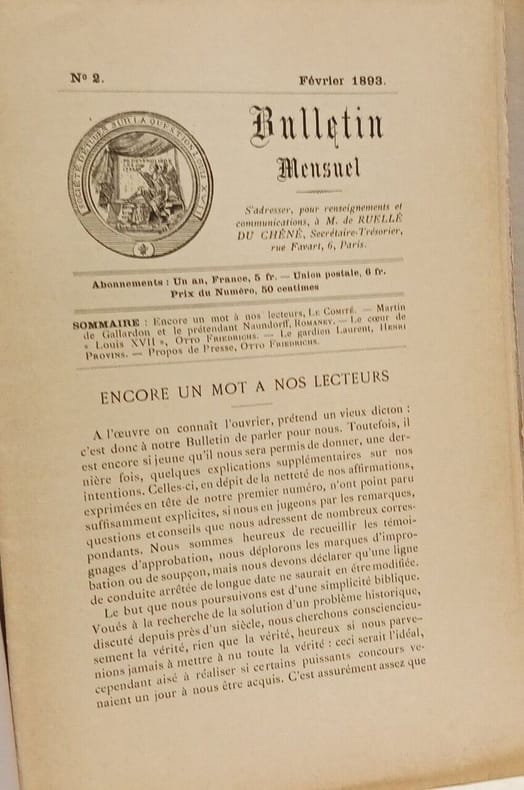 No 2.
Février 1893.
SOCIÉTÉ D'ÉTUDES SUR LA QUESTION LOUIS XVII
Bulletin
Mensuel
S'adresser, pour renseignements et
communications, à M. de RUELLÉ
DU CHÉNÉ, Secrétaire-Trésorier,
rue Favart, 6, Paris.
Abonnements : Un an, France, 5 fr. — Union postale, 6 fr.
Prix du Numéro, 50 centimes
SOMMAIRE : Encore un mot à nos lecteurs, LE COMITÉ. — Martin
de Gallardon et le prétendant Naundorff, ROMANEY. — Le cœur de
« Louis XVII », OTTO FRIEDRICHS. — Le gardien Laurent, HENRI
PROVINS. — Propos de Presse, OTTO FRIEDRICHS.
ENCORE UN MOT A NOS LECTEURS
A l'œuvre on connaît l'ouvrier, prétend un vieux dicton :
c'est donc à notre Bulletin de parler pour nous. Toutefois, il
est encore si jeune qu'il nous sera permis de donner, une der-
nière fois, quelques explications supplémentaires sur nos
intentions. Celles-ci, en dépit de la netteté de nos affirmations,
exprimées en tête de notre premier numéro, n'ont point paru
suffisamment explicites, si nous en jugeons par les remarques,
questions et conseils que nous adressent de nombreux corres-
pondants. Nous sommes heureux de recueillir les témoi-
gnages d'approbation, nous déplorons les marques d'impro-
bation ou de soupçon, mais nous devons déclarer qu'une ligne
de conduite arrêtée de longue date ne saurait en être modifiée.
Le but que nous poursuivons est d'une simplicité biblique.
Voués à la recherche de la solution d'un problème historique,
discuté depuis près d'un siècle, nous cherchons consciencieu-
sement la vérité, rien que la vérité, heureux si nous parve-
nions jamais à mettre à nu toute la vérité : ceci serait l'idéal,
cependant aisé à réaliser si certains puissants concours ve-
naient un jour à nous être acquis. C'est assurément assez que